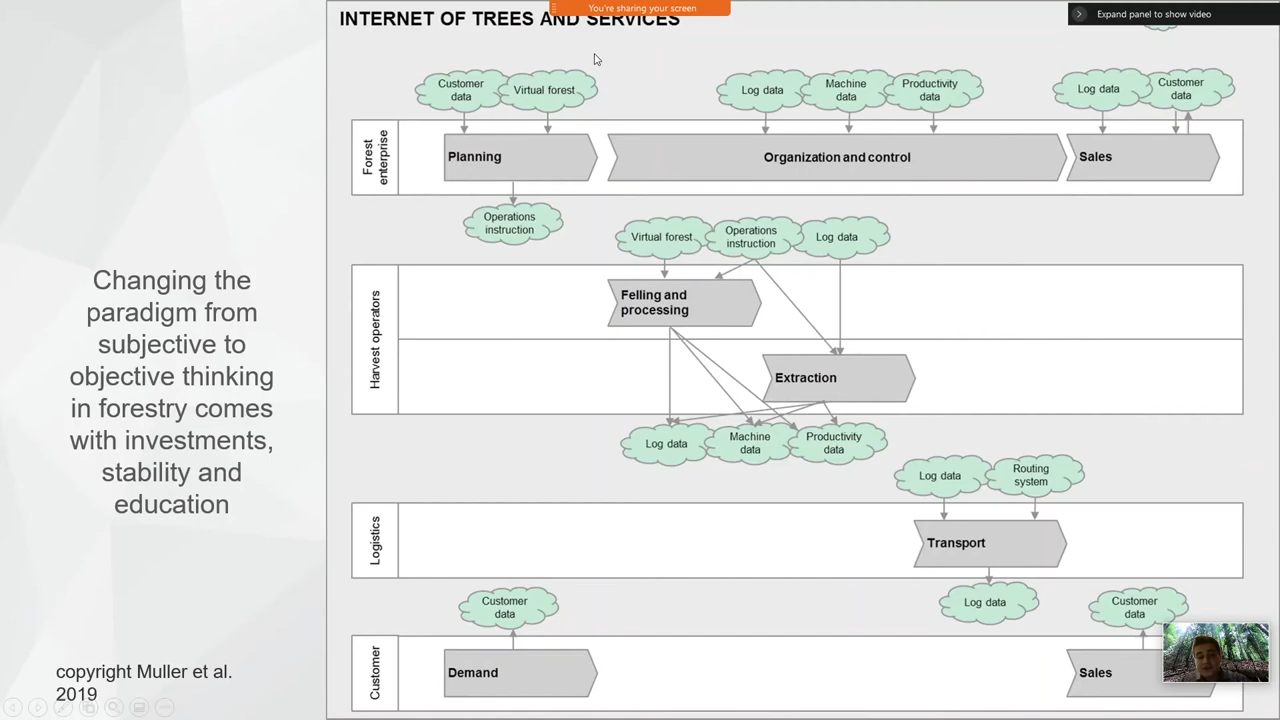 You're sharing your screen
Expand panel to show video
INTERNET OF TREES AND SERVICES
Changing the
paradigm from
subjective to
objective thinking
in forestry comes
with investments,
stability and
education
copyright Muller et al.
2019
Customer
data
Virtual forest
Log data
Machine
data
Productivity
data
Log data
Customer
data
Forest
enterprise
Planning
Organization and control
Sales
Operations
instruction
Virtual forest
Operations
instruction
Log data
Harvest operators
Felling and
processing
Extraction
Log data
Machine
data
Productivity
data
Log data
Routing
system
Logistics
Transport
Customer
data
Log data
Customer
data
Customer
Demand
Sales